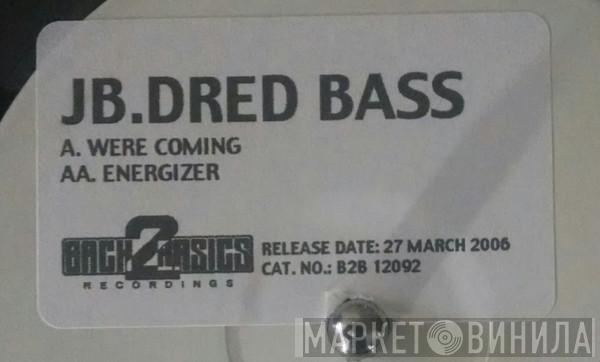 JB.DRED BASS
A. WERE COMING
AA. ENERGIZER
BACK 2 BASICS
RECORDINGS
RELEASE DATE: 27 MARCH 2006
CAT. NO.: B2B 12092
МАРКЕТ ВИНИЛА